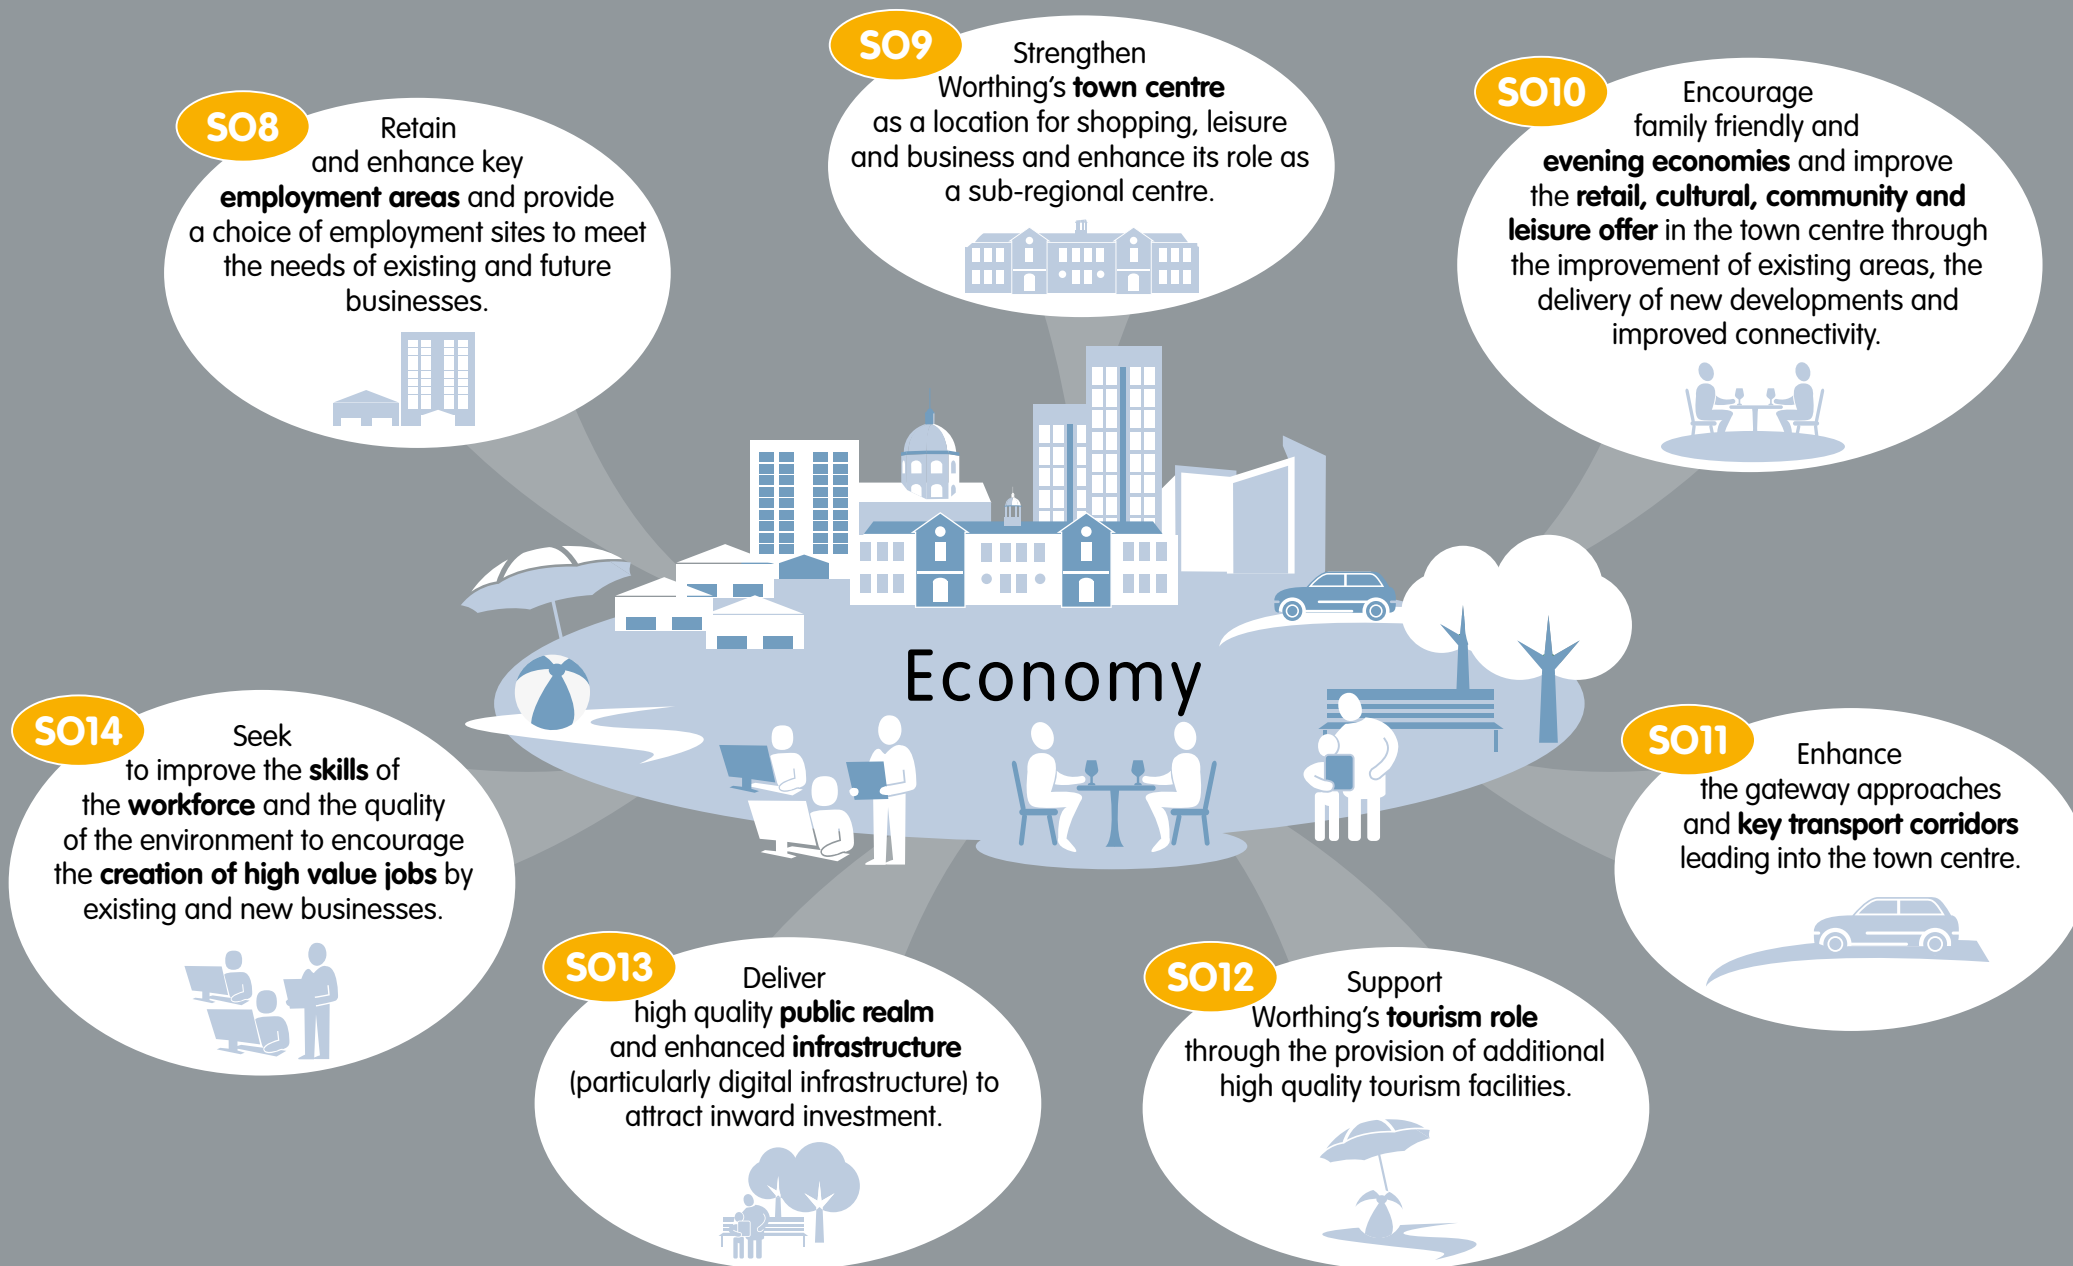 SO8
Retain
and enhance key
employment areas and provide
a choice of employment sites to meet
the needs of existing and future
businesses.
SO9
Strengthen
Worthing's town centre
as a location for shopping, leisure
and business and enhance its role as
a sub-regional centre.
SO10
Encourage
family friendly and
evening economies and improve
the retail, cultural, community and
leisure offer in the town centre through
the improvement of existing areas, the
delivery of new developments and
improved connectivity.
Economy
SO14
Seek
to improve the skills of
the workforce and the quality
of the environment to encourage
the creation of high value jobs by
existing and new businesses.
SO11
Enhance
the gateway approaches
and key transport corridors
leading into the town centre.
SO13
Deliver
high quality public realm
and enhanced infrastructure
(particularly digital infrastructure) to
attract inward investment.
SO12
Support
Worthing's tourism role
through the provision of additional
high quality tourism facilities.